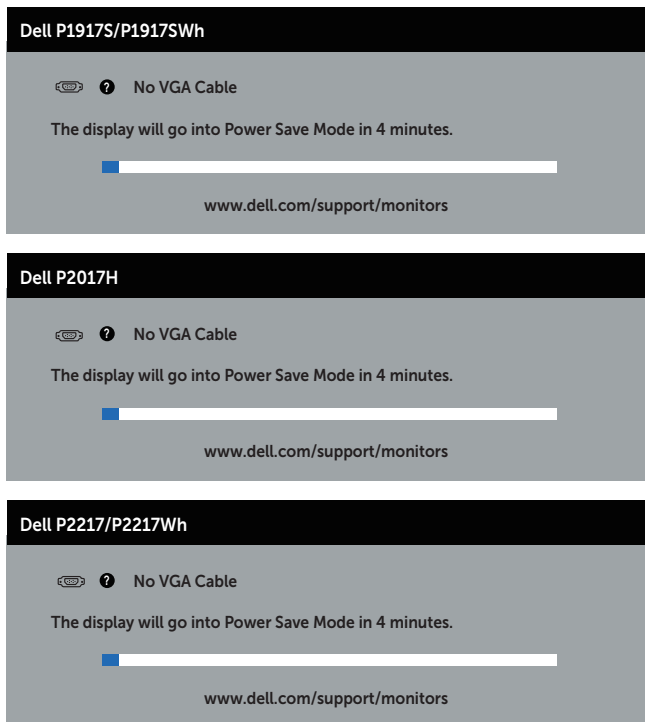 Dell P1917S/P1917SWh
? No VGA Cable
The display will go into Power Save Mode in 4 minutes.
www.dell.com/support/monitors
Dell P2017H
? No VGA Cable
The display will go into Power Save Mode in 4 minutes.
www.dell.com/support/monitors
Dell P2217/P2217Wh
? No VGA Cable
The display will go into Power Save Mode in 4 minutes.
www.dell.com/support/monitors